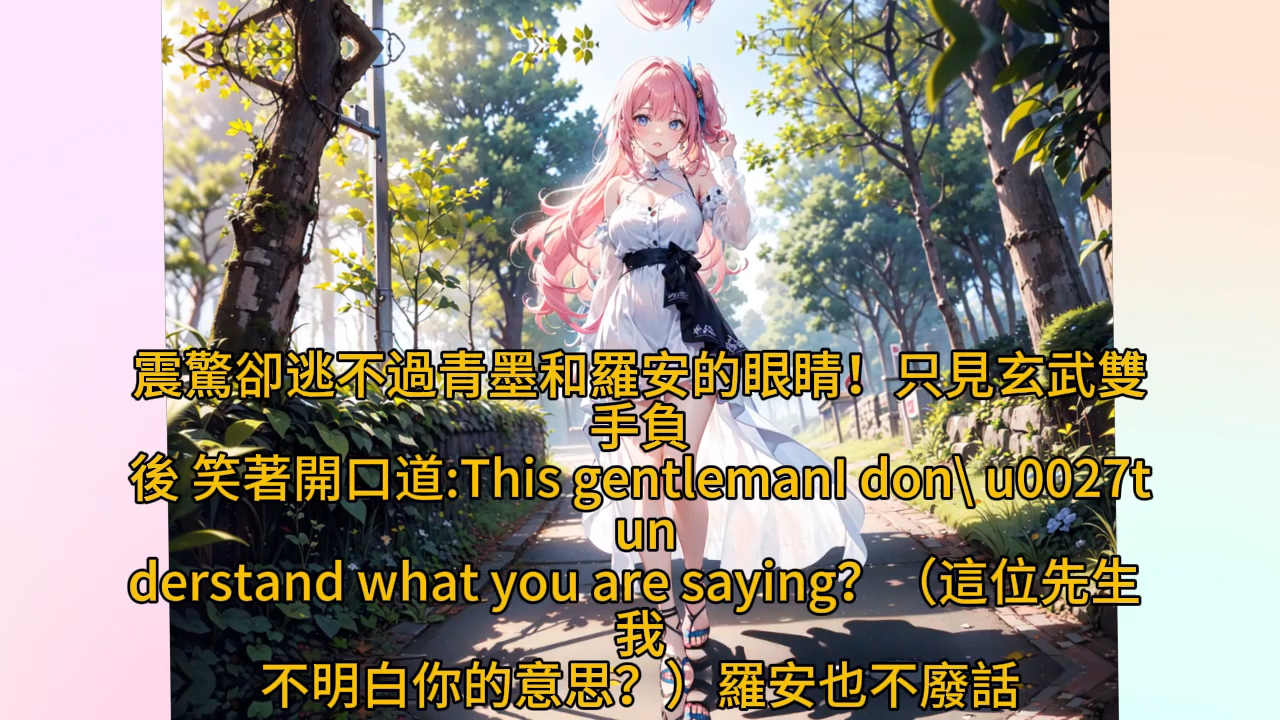 震驚卻逃不過青墨和羅安的眼睛！只見玄武雙
手負
後 笑著開口道:This gentlemanI don\ u0027t
un
derstand what you are saying？（這位先生
我
不明白你的意思？）羅安也不廢話